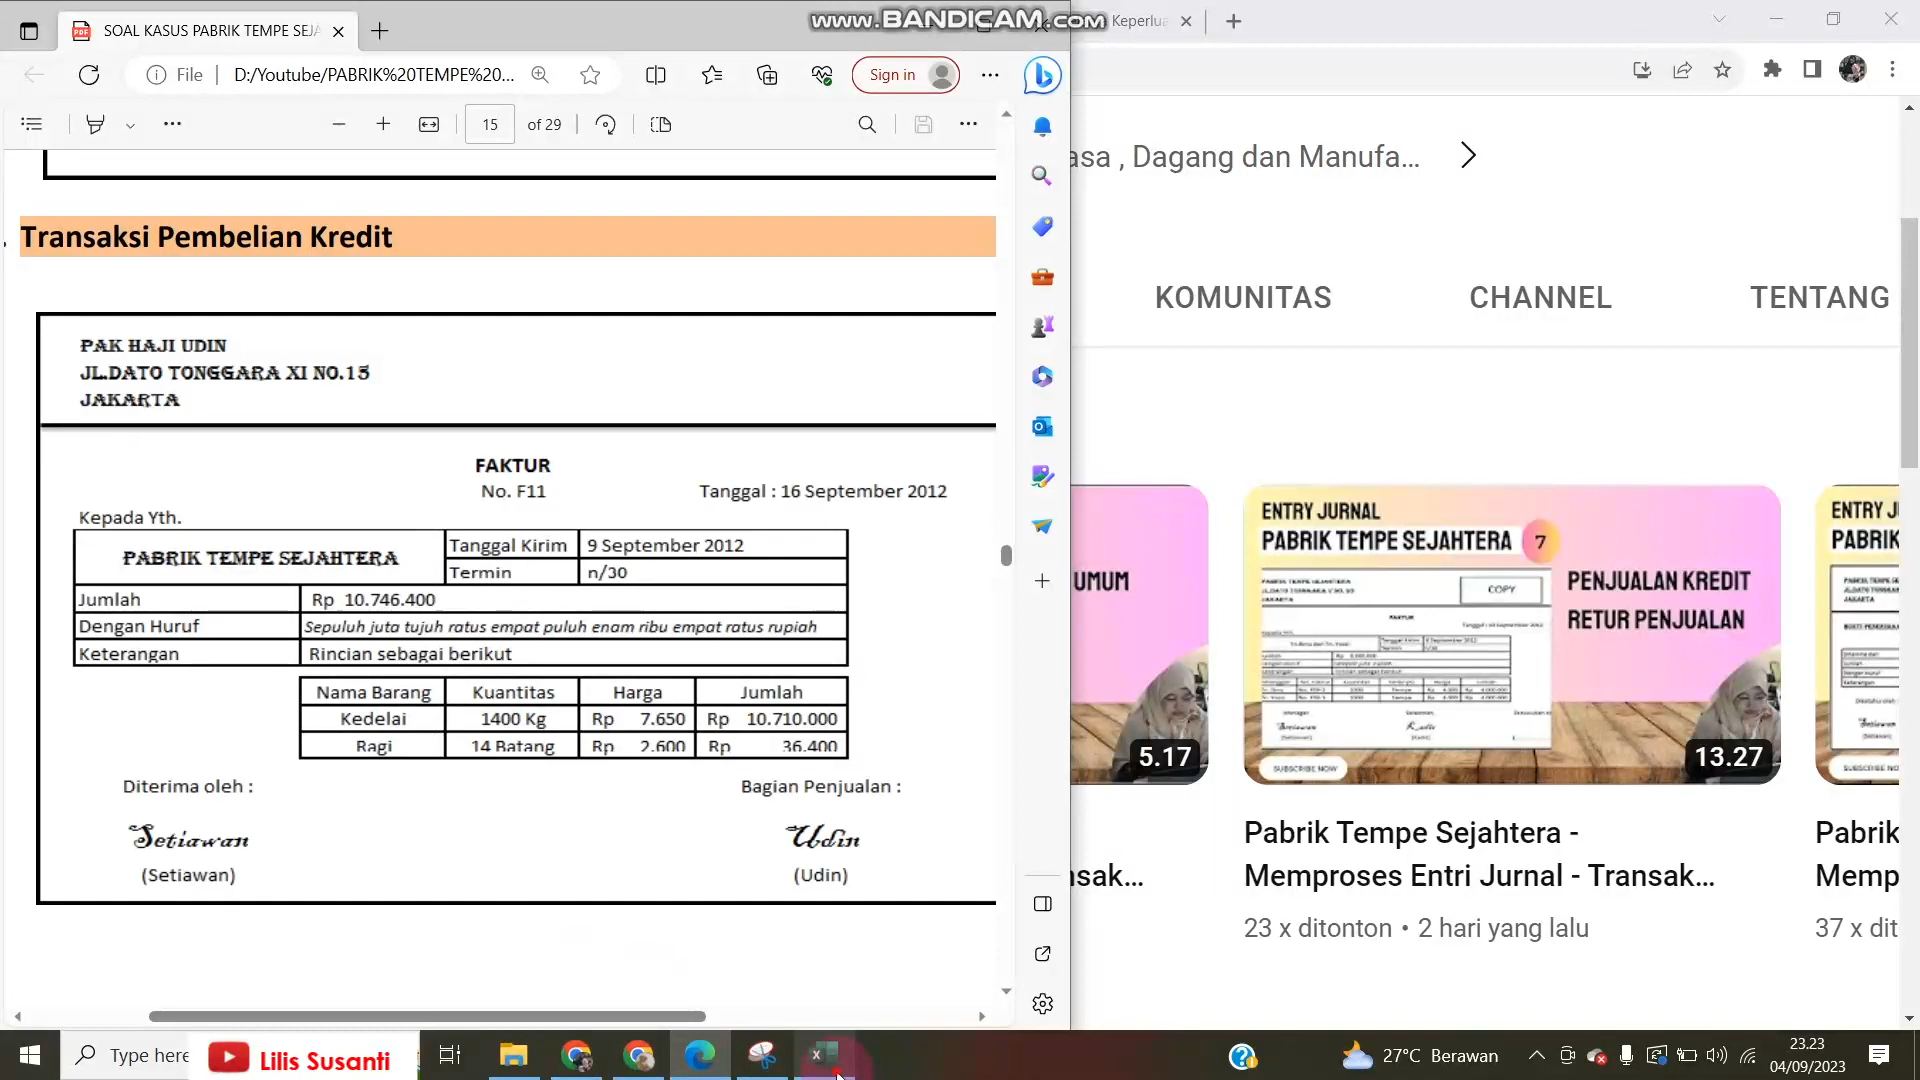 SOAL KASUS PABRIK TEMPE SEJA
www.BANDICAM.com
Keperlua
File
D:/Youtube/PABRIK%20TEMPE%20...
Sign in
15 of 29
asa , Dagang dan Manufa...
Transaksi Pembelian Kredit
KOMUNITAS
CHANNEL
TENTANG
PAK HAJI UDIN
JL.DATO TONGGARA XI NO.15
JAKARTA
FAKTUR
No. F11
Tanggal : 16 September 2012
Kepada Yth.
PABRIK TEMPE SEJAHTERA
Tanggal Kirim 9 September 2012
Termin n/30
Jumlah Rp 10.746.400
Dengan Huruf Sepuluh juta tujuh ratus empat puluh enam ribu empat ratus rupiah
Keterangan Rincian sebagai berikut
Nama Barang Kuantitas Harga Jumlah
Kedelai 1400 Kg Rp 7.650 Rp 10.710.000
Ragi 14 Batang Rp 2.600 Rp 36.400
Diterima oleh :
Bagian Penjualan :
Setiawan
Udin
(Setiawan)
(Udin)
UMUM
5.17
ENTRY JURNAL
PABRIK TEMPE SEJAHTERA 7
PENJUALAN KREDIT
RETUR PENJUALAN
COPY
FAKTUR
SUBSCRIBE NOW
13.27
ENTRY J
PABRIK
nsak...
Pabrik Tempe Sejahtera -
Memproses Entri Jurnal - Transak...
23 x ditonton • 2 hari yang lalu
Pabrik
Memp
37 x dit
Type here
Lilis Susanti
27°C Berawan
23.23
04/09/2023